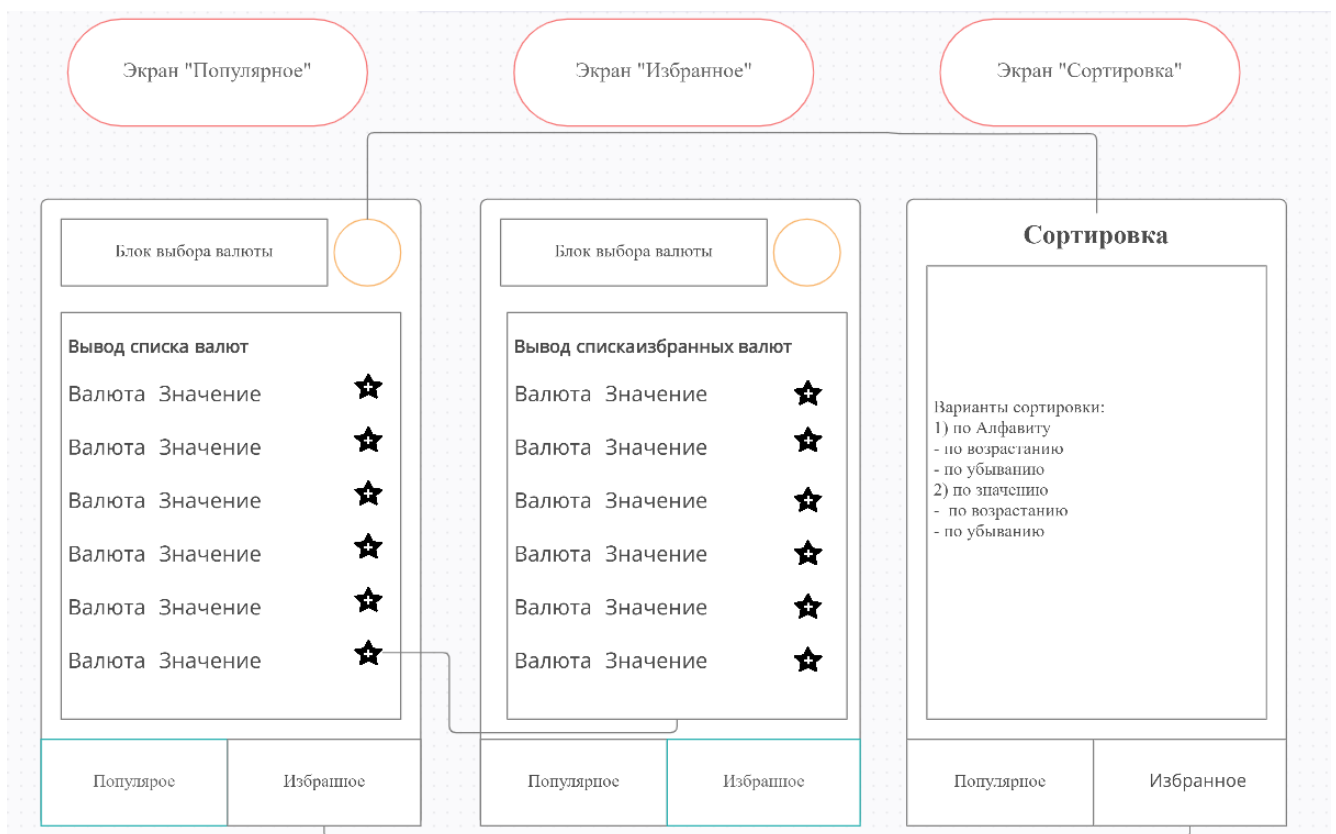 Экран "Популярное"
Экран "Избранное"
Экран "Сортировка"
Блок выбора валюты
Вывод списка валют
Валюта Значение
Валюта Значение
Валюта Значение
Валюта Значение
Валюта Значение
Валюта Значение
Популярое
Избранное
Блок выбора валюты
Вывод спискаизбранных валют
Валюта Значение
Валюта Значение
Валюта Значение
Валюта Значение
Валюта Значение
Валюта Значение
Популярное
Избранное
Сортировка
Варианты сортировки:
1) по Алфавиту
- по возрастанию
- по убыванию
2) по значению
- по возрастанию
- по убыванию
Популярное
Избранное